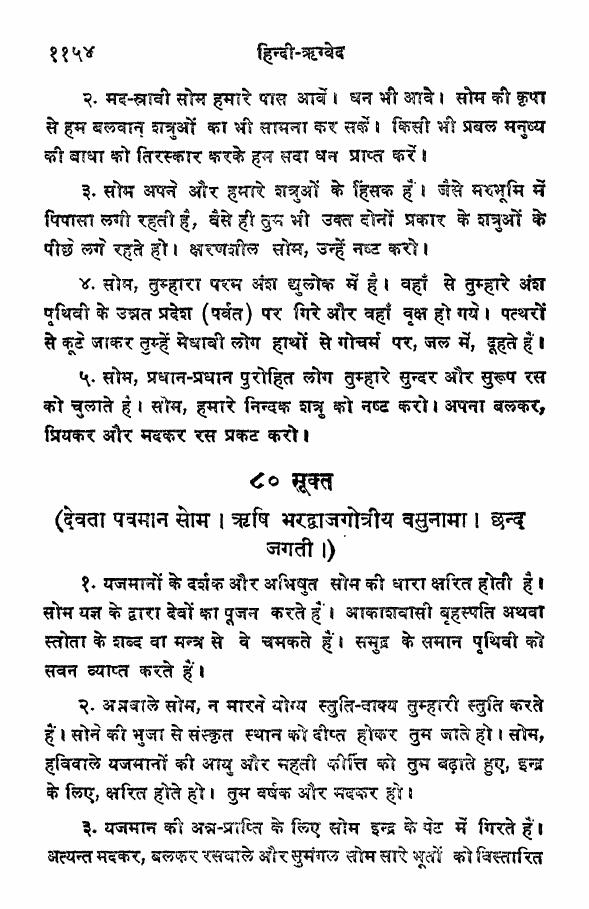 ११५४ हिन्दी-ऋग्वेद
२. मद-स्रावी सोम हमारे पास आवें। धन भी आवे। सोम की कृपा
से हम बलवान् शत्रुओं का भी सामना कर सकें। किसी भी प्रबल मनुष्य
की बाधा को तिरस्कार करके हम सदा धन प्राप्त करें।
३. सोम अपने और हमारे शत्रुओं के हिंसक हैं। जैसे मरुभूमि में
पिपासा लगी रहती है, वैसे ही तुम भी उक्त दोनों प्रकार के शत्रुओं के
पीछे लगे रहते हो। क्षरणशील सोम, उन्हें नष्ट करो।
४. सोम, तुम्हारा परम अंश द्युलोक में है। वहाँ से तुम्हारे अंश
पृथिवी के उन्नत प्रदेश (पर्वत) पर गिरे और वहाँ वृक्ष हो गये। पत्थरों
से कूटे जाकर तुम्हें मेधावी लोग हाथों से गोचर्म पर, जल में, दूहते हैं।
५. सोम, प्रधान-प्रधान पुरोहित लोग तुम्हारे सुन्दर और सुरूप रस
को चुलाते हैं। सोम, हमारे निन्दक शत्रु को नष्ट करो। अपना बलकर,
प्रियकर और मदकर रस प्रकट करो।
८० सूक्त
(देवता पवमान सोम। ऋषि भरद्वाजगोत्रीय वसुनामा। छन्द
जगती।)
१. यजमानों के दर्शक और अभिषुत सोम की धारा क्षरित होती है।
सोम यज्ञ के द्वारा देवों का पूजन करते हैं। आकाशवासी बृहस्पति अथवा
स्तोता के शब्द वा मन्त्र से वे चमकते हैं। समुद्र के समान पृथिवी को
सवन व्याप्त करते हैं।
२. अन्नवाले सोम, न मारने योग्य स्तुति-वाक्य तुम्हारी स्तुति करते
हैं। सोने की भुजा से संस्कृत स्थान को दीप्त होकर तुम जाते हो। सोम,
हविवाले यजमानों की आयु और महती कीर्त्ति को तुम बढ़ाते हुए, इन्द्र
के लिए, क्षरित होते हो। तुम वर्षक और मदकर हो।
३. यजमान की अन्न-प्राप्ति के लिए सोम इन्द्र के पेट में गिरते हैं।
अत्यन्त मदकर, बलकर रसवाले और सुमंगल सोम सारे भूतों को विस्तारित